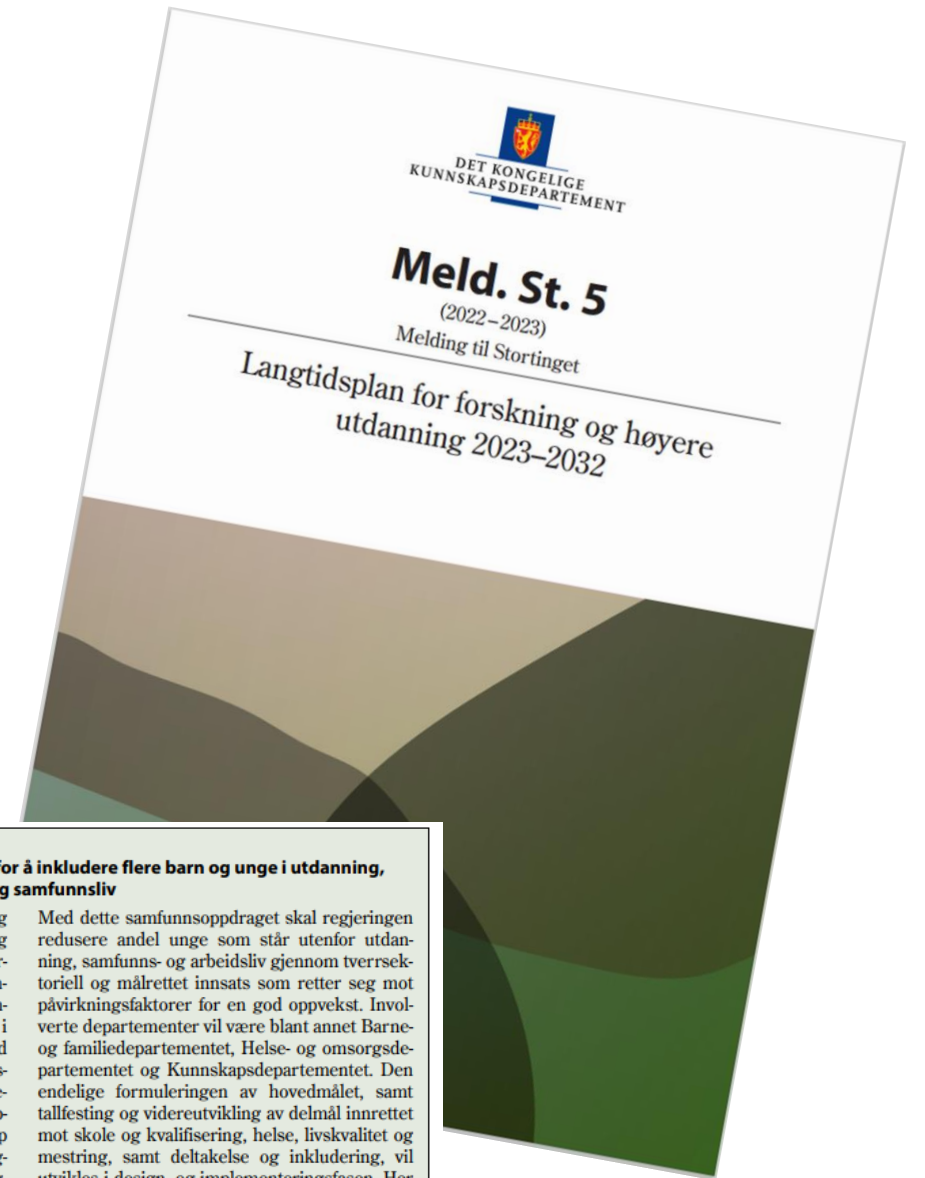 DET KONGELIGE
KUNNSKAPSDEPARTEMENT
Meld. St. 5
(2022–2023)
Melding til Stortinget
Langtidsplan for forskning og høyere
utdanning 2023–2032
for å inkludere flere barn og unge i utdanning,
samfunnsliv
Med dette samfunnsoppdraget skal regjeringen
redusere andel unge som står utenfor utdan-
ning, samfunns- og arbeidsliv gjennom tverrsek-
toriell og målrettet innsats som retter seg mot
påvirkningsfaktorer for en god oppvekst. Invol-
verte departementer vil være blant annet Barne-
og familiedepartementet, Helse- og omsorgsde-
partementet og Kunnskapsdepartementet. Den
endelige formuleringen av hovedmålet, samt
tallfesting og videreutvikling av delmål innrettet
mot skole og kvalifisering, helse, livskvalitet og
mestring, samt deltakelse og inkludering, vil
utvikles i design- og implementeringsfasen. Her